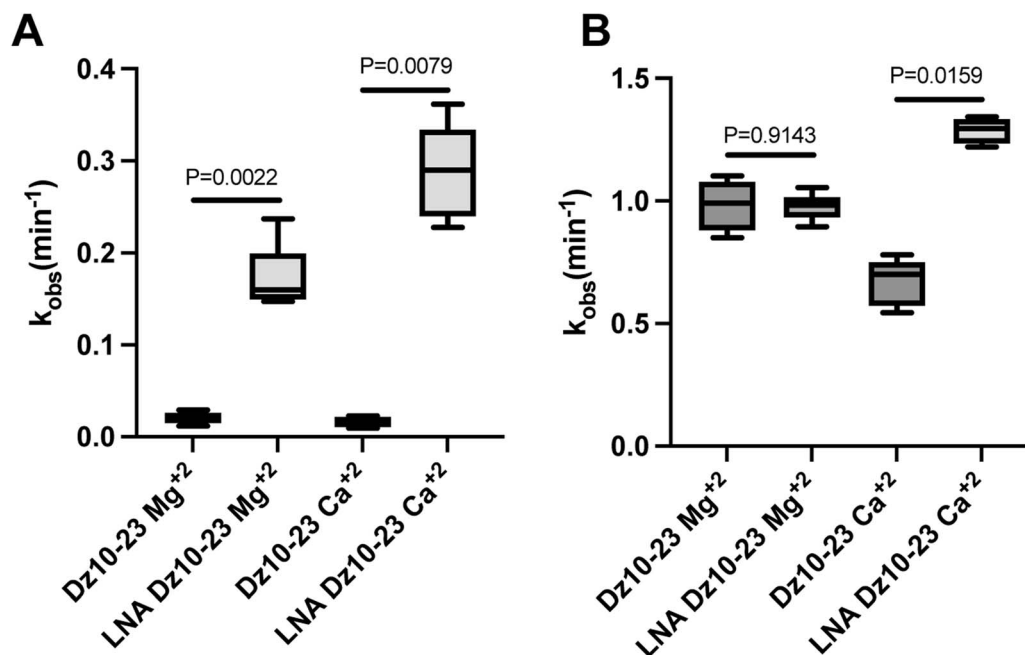 A
k_obs(min⁻¹)
0.4
0.3
0.2
0.1
0.0
P=0.0022
P=0.0079
Dz10-23 Mg⁺²
LNA Dz10-23 Mg⁺²
Dz10-23 Ca⁺²
LNA Dz10-23 Ca⁺²
B
k_obs(min⁻¹)
1.5
1.0
0.5
0.0
P=0.9143
P=0.0159
Dz10-23 Mg⁺²
LNA Dz10-23 Mg⁺²
Dz10-23 Ca⁺²
LNA Dz10-23 Ca⁺²